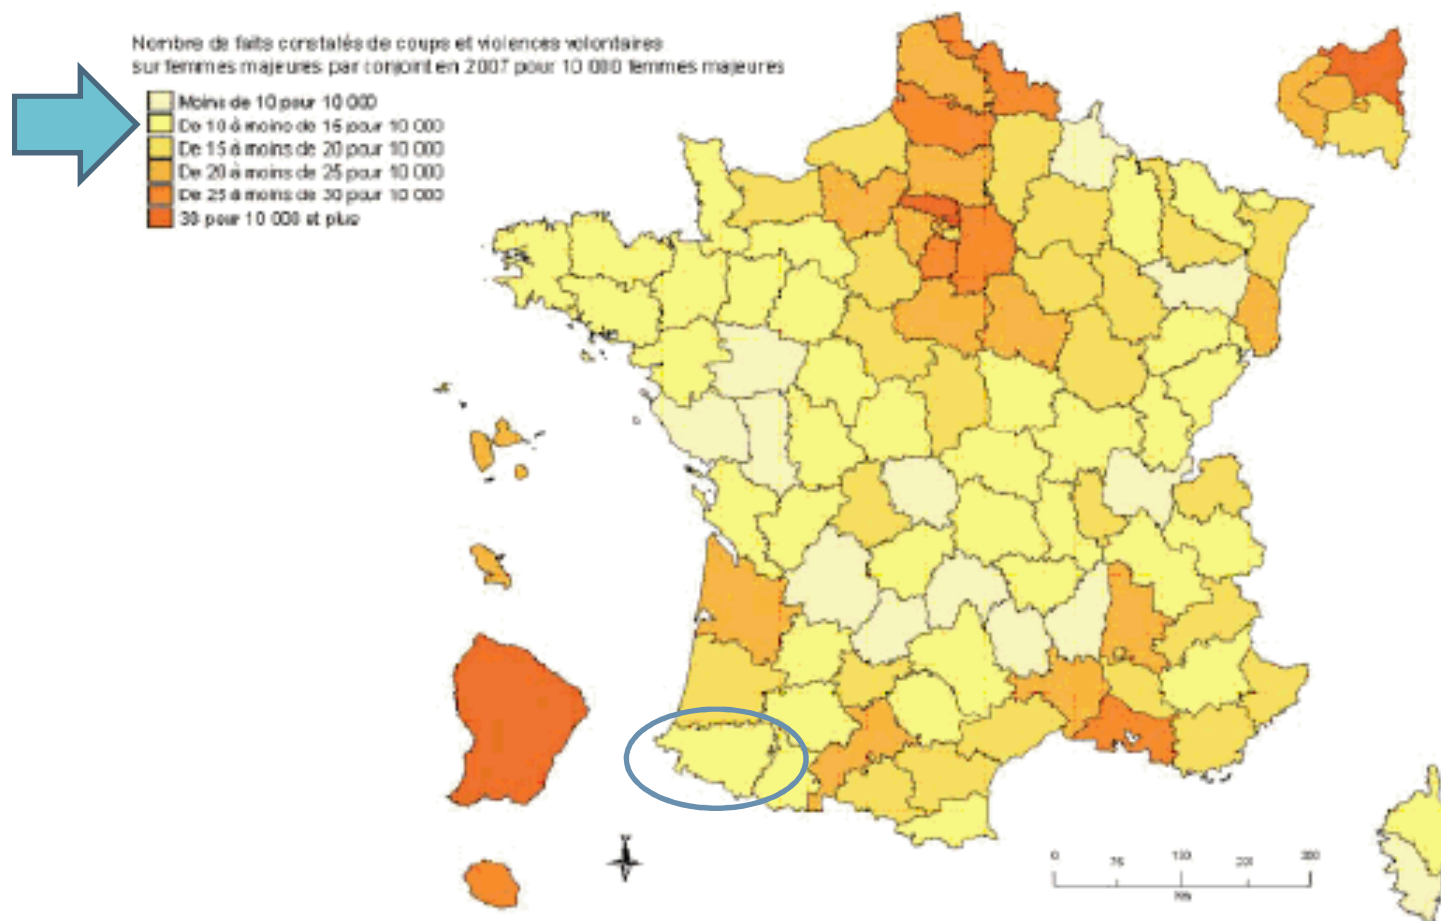 Nombre de faits constatés de coups et violences volontaires
sur femmes majeures par conjoint en 2007 pour 10 000 femmes majeures
Moins de 10 pour 10 000
De 10 à moins de 15 pour 10 000
De 15 à moins de 20 pour 10 000
De 20 à moins de 25 pour 10 000
De 25 à moins de 30 pour 10 000
30 pour 10 000 et plus
0 75 150 300